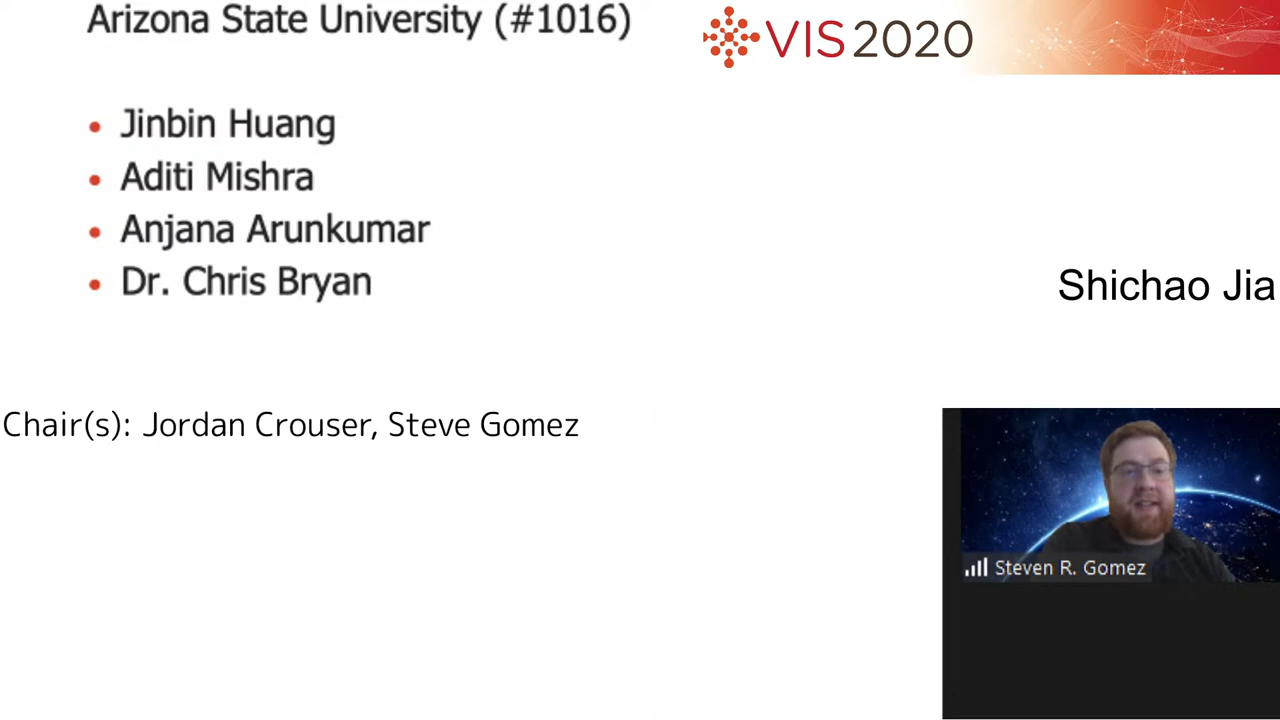 Arizona State University (#1016)
VIS2020
• Jinbin Huang
• Aditi Mishra
• Anjana Arunkumar
• Dr. Chris Bryan
Shichao Jia
Chair(s): Jordan Crouser, Steve Gomez
Steven R. Gomez